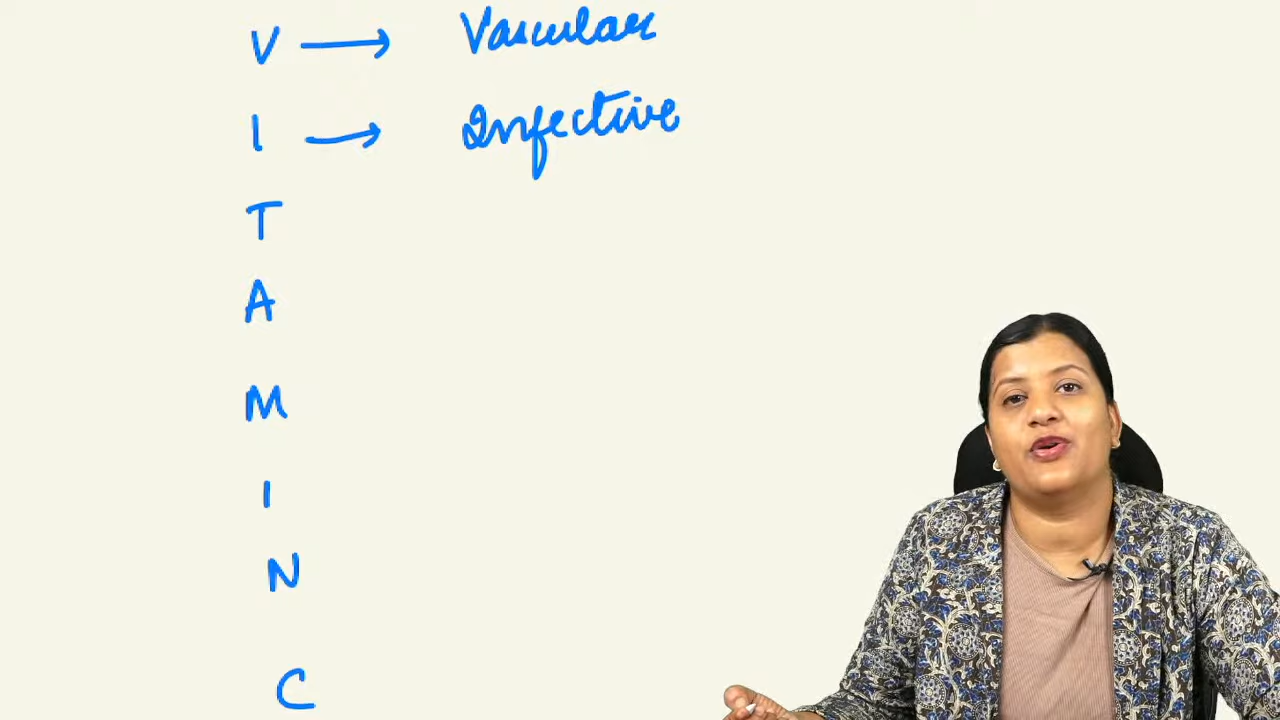 V → Vascular
I → Infective
T
A
M
I
N
C